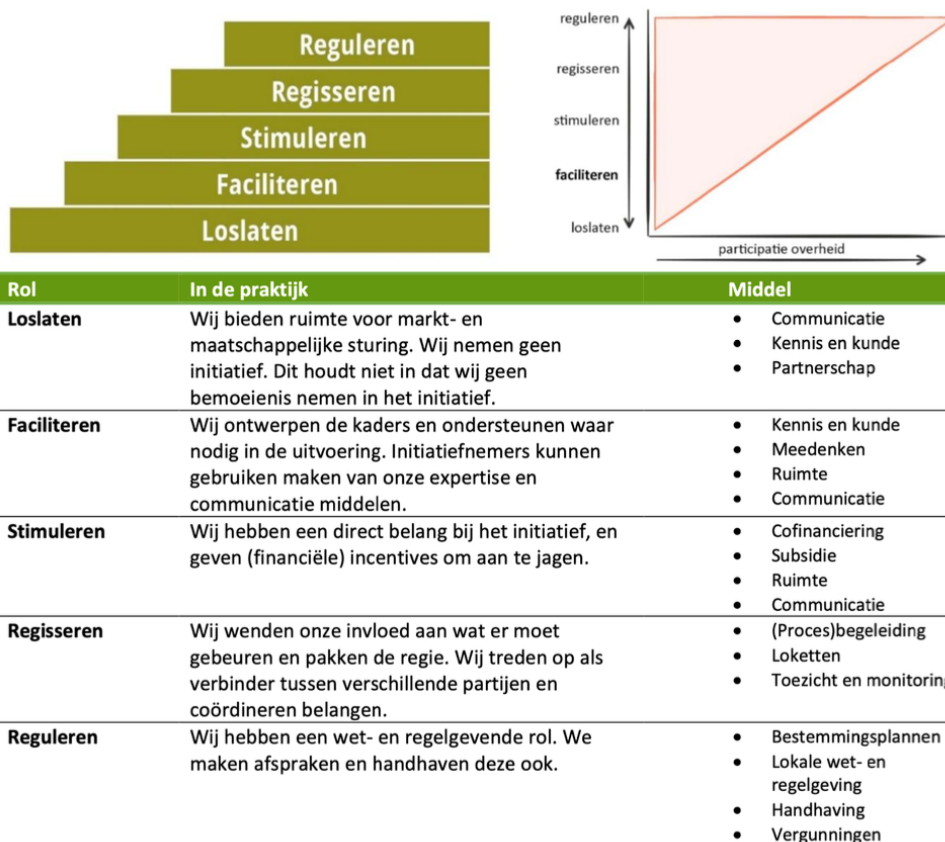 Reguleren
Regisseren
Stimuleren
Faciliteren
Loslaten
reguleren
regisseren
stimuleren
faciliteren
loslaten
participatie overheid
Rol In de praktijk Middel
Loslaten
Wij bieden ruimte voor markt- en
maatschappelijke sturing. Wij nemen geen
initiatief. Dit houdt niet in dat wij geen
bemoeienis nemen in het initiatief.
• Communicatie
• Kennis en kunde
• Partnerschap
Faciliteren
Wij ontwerpen de kaders en ondersteunen waar
nodig in de uitvoering. Initiatiefnemers kunnen
gebruiken maken van onze expertise en
communicatie middelen.
• Kennis en kunde
• Meedenken
• Ruimte
• Communicatie
Stimuleren
Wij hebben een direct belang bij het initiatief, en
geven (financiële) incentives om aan te jagen.
• Cofinanciering
• Subsidie
• Ruimte
• Communicatie
Regisseren
Wij wenden onze invloed aan wat er moet
gebeuren en pakken de regie. Wij treden op als
verbinder tussen verschillende partijen en
coördineren belangen.
• (Proces)begeleiding
• Loketten
• Toezicht en monitoring
Reguleren
Wij hebben een wet- en regelgevende rol. We
maken afspraken en handhaven deze ook.
• Bestemmingsplannen
• Lokale wet- en
regelgeving
• Handhaving
• Vergunningen